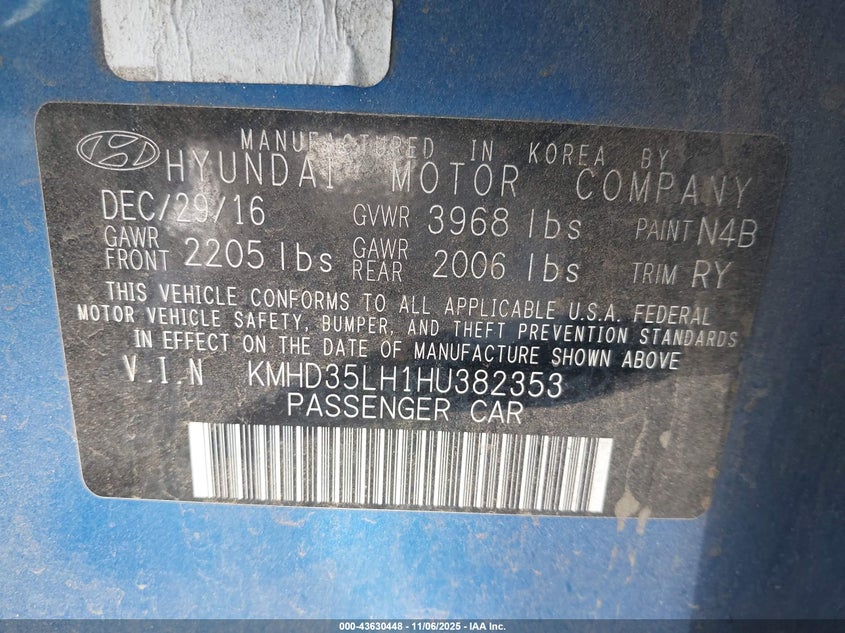 MANUFACTURED IN KOREA BY
HYUNDAI MOTOR COMPANY
DEC/29/16 GVWR 3968 lbs PAINT N4B
GAWR FRONT 2205 lbs GAWR REAR 2006 lbs TRIM RY
THIS VEHICLE CONFORMS TO ALL APPLICABLE U.S.A. FEDERAL
MOTOR VEHICLE SAFETY, BUMPER, AND THEFT PREVENTION STANDARDS
IN EFFECT ON THE DATE OF MANUFACTURE SHOWN ABOVE
V.I.N KMHD35LH1HU382353
PASSENGER CAR
000-43630448 - 11/06/2025 - IAA Inc.